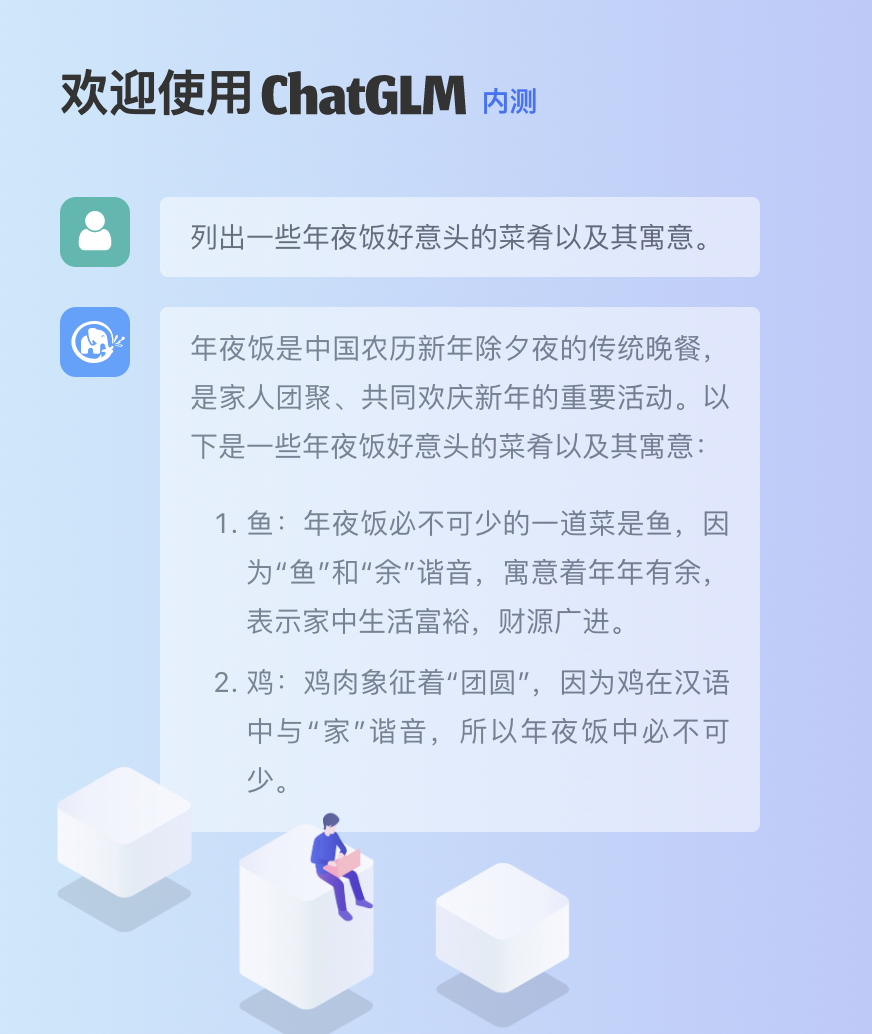 欢迎使用 ChatGLM 内测
列出一些年夜饭好意头的菜肴以及其寓意。
年夜饭是中国农历新年除夕夜的传统晚餐，
是家人团聚、共同欢庆新年的重要活动。以
下是一些年夜饭好意头的菜肴以及其寓意：
1. 鱼：年夜饭必不可少的一道菜是鱼，因
为“鱼”和“余”谐音，寓意着年年有余，
表示家中生活富裕，财源广进。
2. 鸡：鸡肉象征着“团圆”，因为鸡在汉语
中与“家”谐音，所以年夜饭中必不可
少。